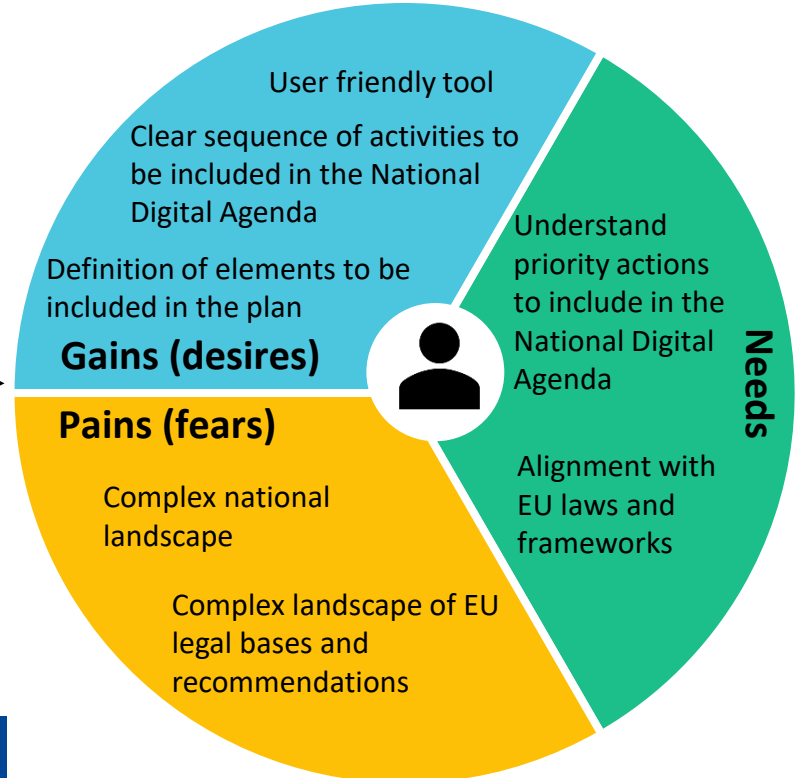 User friendly tool
Clear sequence of activities to
be included in the National
Digital Agenda
Definition of elements to be
included in the plan
Gains (desires)
Pains (fears)
Complex national
landscape
Complex landscape of EU
legal bases and
recommendations
Understand
priority actions
to include in the
National Digital
Agenda
Alignment with
EU laws and
frameworks
Needs